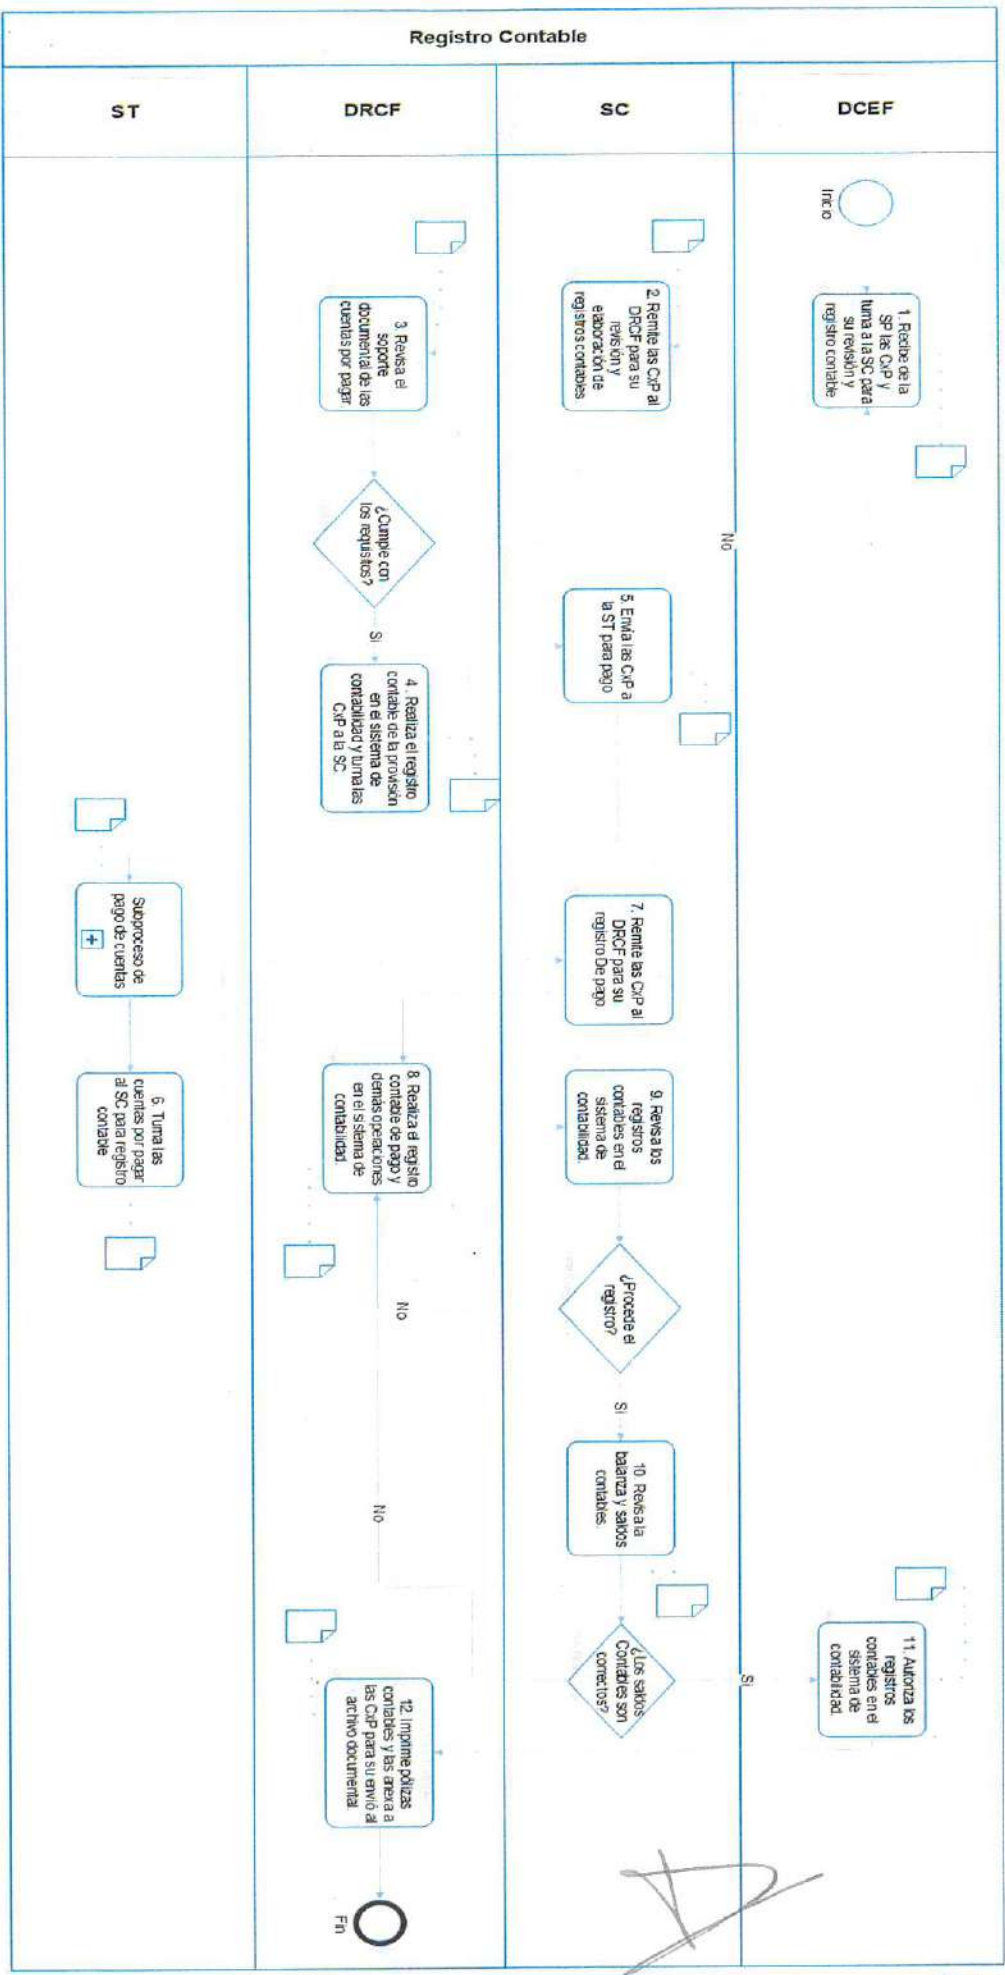 Registro Contable
DCEF
SC
DRCF
ST
Inicio
1. Recibe de la
SP las CxP y
turna a la SC para
su revisión y
registro contable
2. Remite las CxP al
DRCF para su
revisión y
elaboración de
registros contables
3. Revisa el
soporte
documental de las
cuentas por pagar
¿Cumple con
los requisitos?
No
Si
4. Realiza el registro
contable de la provisión
en el sistema de
contabilidad y turna las
CxP a la SC.
5. Envía las CxP a
la ST para pago
Subproceso de
pago de cuentas
6. Turna las
cuentas por pagar
al SC para registro
contable
7. Remite las CxP al
DRCF para su
registro De pago.
8. Realiza el registro
contable de pago y
demás operaciones
en el sistema de
contabilidad.
9. Revisa los
registros
contables en el
sistema de
contabilidad.
¿Procede el
registro?
No
Si
10. Revisa la
balanza y saldos
contables.
¿Los saldos
Contables son
correctos?
No
Si
11. Autoriza los
registros
contables en el
sistema de
contabilidad.
12. Imprime pólizas
contables y las anexa a
las CxP para su envió al
archivo documental.
Fin